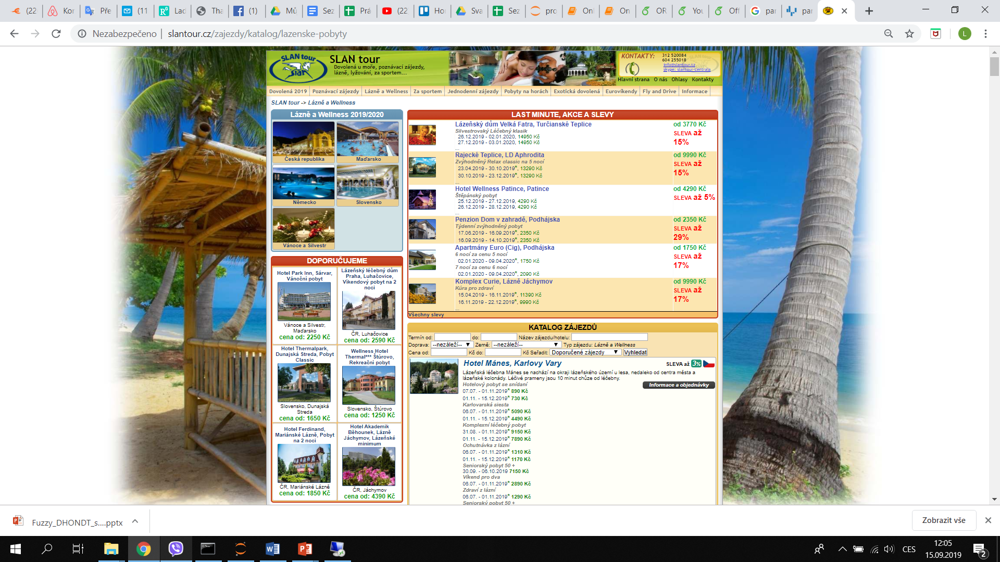 (22
Kor
Pře
(11
Lad
Tha
(1)
Mů
Sez
Prá
(22
Ho
Sva
Sez
pro
Onl
On
OR
You
Off
par
par
Nezabezpečeno | slantour.cz/zajezdy/katalog/lazenske-pobyty
L
SLAN tour
Slan
SLAN tour
Dovolená u moře, poznávací zájezdy,
lázně, lyžování, za sportem...
KONTAKTY:
312 520084
604 255018
info@slantour.cz
skype: slantour-centrala
Hlavní strana O nás Ohlasy Kontakty
Dovolená 2019 Poznávací zájezdy Lázně a Wellness Za sportem Jednodenní zájezdy Pobyty na horách Exotická dovolená Eurovíkendy Fly and Drive Informace
SLAN tour -> Lázně a Wellness
Lázně a Wellness 2019/2020
Česká republika
Maďarsko
Německo
Slovensko
Vánoce a Silvestr
DOPORUČUJEME
Hotel Park Inn, Sárvar,
Vánoční pobyt
Vánoce a Silvestr,
Maďarsko
cena od: 2250 Kč
Lázeňský léčebný dům
Praha, Luhačovice,
Víkendový pobyt na 2
noci
ČR, Luhačovice
cena od: 2590 Kč
Hotel Thermalpark,
Dunajská Streda, Pobyt
Classic
Slovensko, Dunajská
Streda
cena od: 1650 Kč
Wellness Hotel
Thermal*** Štúrovo,
Rekreační pobyt
Slovensko, Štúrovo
cena od: 1250 Kč
Hotel Ferdinand,
Mariánské Lázně, Pobyt
na 2 noci
ČR, Mariánské Lázně
cena od: 1850 Kč
Hotel Akademik
Běhounek, Lázně
Jáchymov, Lázeňské
minimum
ČR, Jáchymov
cena od: 4390 Kč
LAST MINUTE, AKCE A SLEVY
Lázeňský dům Velká Fatra, Turčianské Teplice
Silvestrovský Léčebný klasik
26.12.2019 - 02.01.2020, 14950 Kč
27.12.2019 - 03.01.2020, 14950 Kč
...
od 3770 Kč
SLEVA až
15%
Rajecké Teplice, LD Aphrodita
Zvýhodněný Relax classic na 5 nocí
23.04.2019 - 30.10.2019*, 13290 Kč
30.10.2019 - 23.12.2019*, 13290 Kč
...
od 9990 Kč
SLEVA až
15%
Hotel Wellness Patince, Patince
Štěpánský pobyt
25.12.2019 - 27.12.2019, 4290 Kč
26.12.2019 - 28.12.2019, 4290 Kč
...
od 4290 Kč
SLEVA až 5%
Penzion Dom v zahradě, Podhájska
Týdenní zvýhodněný pobyt
17.06.2019 - 16.09.2019*, 2350 Kč
16.09.2019 - 14.10.2019*, 2350 Kč
od 2350 Kč
SLEVA až
29%
Apartmány Euro (Cig), Podhájska
6 nocí za cenu 5 nocí
02.01.2020 - 09.04.2020*, 1750 Kč
7 nocí za cenu 6 nocí
02.01.2020 - 09.04.2020*, 2090 Kč
od 1750 Kč
SLEVA až
17%
Komplex Curie, Lázně Jáchymov
Kúra pro zdraví
15.04.2019 - 16.11.2019*, 11390 Kč
16.11.2019 - 22.12.2019*, 9990 Kč
...
od 9990 Kč
SLEVA až
17%
Všechny slevy
KATALOG ZÁJEZDŮ
Termín od: do: Název zájezdu/hotelu:
Doprava: --nezáleží-- Země: --nezáleží-- Typ zájezdu: Lázně a Wellness
Cena od: Kč do: Kč Seřadit: Doporučené zájezdy Vyhledat
Hotel Mánes, Karlovy Vary
SLEVA až 3%
Lázeňská léčebna Mánes se nachází na okraji lázeňského území u lesa, nedaleko od centra města a
lázeňské kolonády. Léčivé prameny jsou 10 minut chůze od léčebny.
Informace a objednávky
Hotelový pobyt se snídaní
07.07. - 01.11.2019* 890 Kč
01.11. - 15.12.2019* 730 Kč
Karlovarská siesta
06.07. - 01.11.2019* 5090 Kč
01.11. - 15.12.2019* 4490 Kč
Komplexní léčebný pobyt
31.08. - 01.11.2019* 9150 Kč
01.11. - 15.12.2019* 7890 Kč
Ochutnávka z lázní
06.07. - 01.11.2019* 1310 Kč
01.11. - 15.12.2019* 1170 Kč
Seniorský pobyt 50 +
30.09. - 06.10.2019 7150 Kč
Víkend pro dva
06.07. - 01.11.2019* 2890 Kč
Zdraví z lázní
06.07. - 01.11.2019* 1290 Kč
Seniorský pobyt 50 +
Fuzzy_DHONDT_s....pptx
Zobrazit vše
CES
12:05
15.09.2019
2